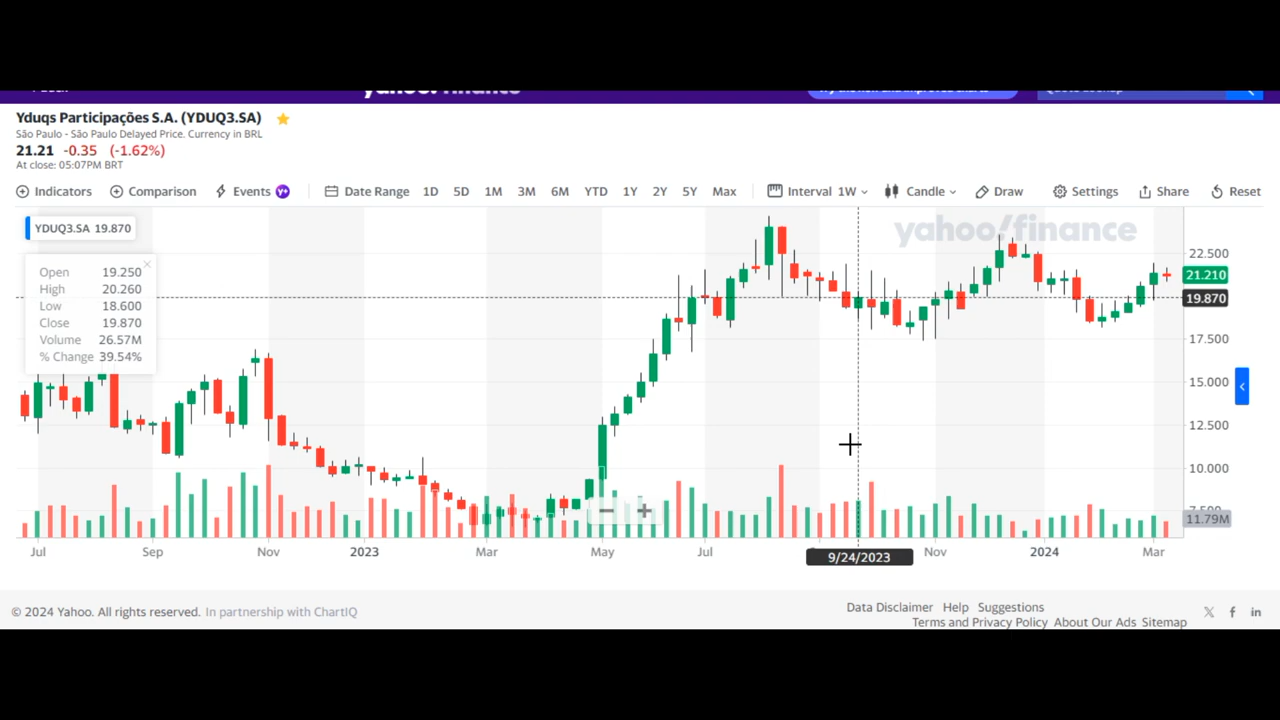 yahoo! finance
Yduqs Participações S.A. (YDUQ3.SA)
São Paulo - São Paulo Delayed Price. Currency in BRL
21.21 -0.35 (-1.62%)
At close: 05:07PM BRT
Indicators Comparison Events Y+ Date Range 1D 5D 1M 3M 6M YTD 1Y 2Y 5Y Max Interval 1W Candle Draw Settings Share Reset
YDUQ3.SA 19.870
yahoo!finance
Open 19.250
High 20.260
Low 18.600
Close 19.870
Volume 26.57M
% Change 39.54%
22.500
21.210
19.870
17.500
15.000
12.500
10.000
7.500
11.79M
Jul Sep Nov 2023 Mar May Jul 9/24/2023 Nov 2024 Mar
© 2024 Yahoo. All rights reserved. In partnership with ChartIQ
Data Disclaimer Help Suggestions
Terms and Privacy Policy About Our Ads Sitemap